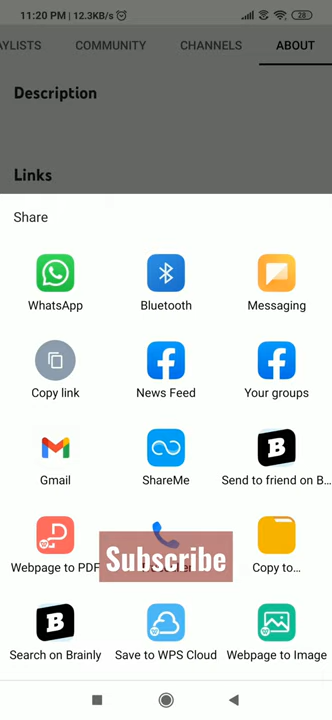 11:20 PM | 12.3KB/s
28
AYLISTS COMMUNITY CHANNELS ABOUT
Description
Links
Share
WhatsApp Bluetooth Messaging
Copy link News Feed Your groups
Gmail ShareMe Send to friend on B...
Webpage to PDF Copy to...
Subscribe
Search on Brainly Save to WPS Cloud Webpage to Image